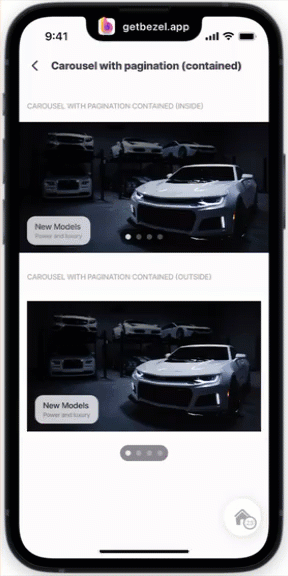 9:41
getbezel.app
Carousel with pagination (contained)
CAROUSEL WITH PAGINATION CONTAINED (INSIDE)
New Models
Power and luxury
CAROUSEL WITH PAGINATION CONTAINED (OUTSIDE)
New Models
Power and luxury